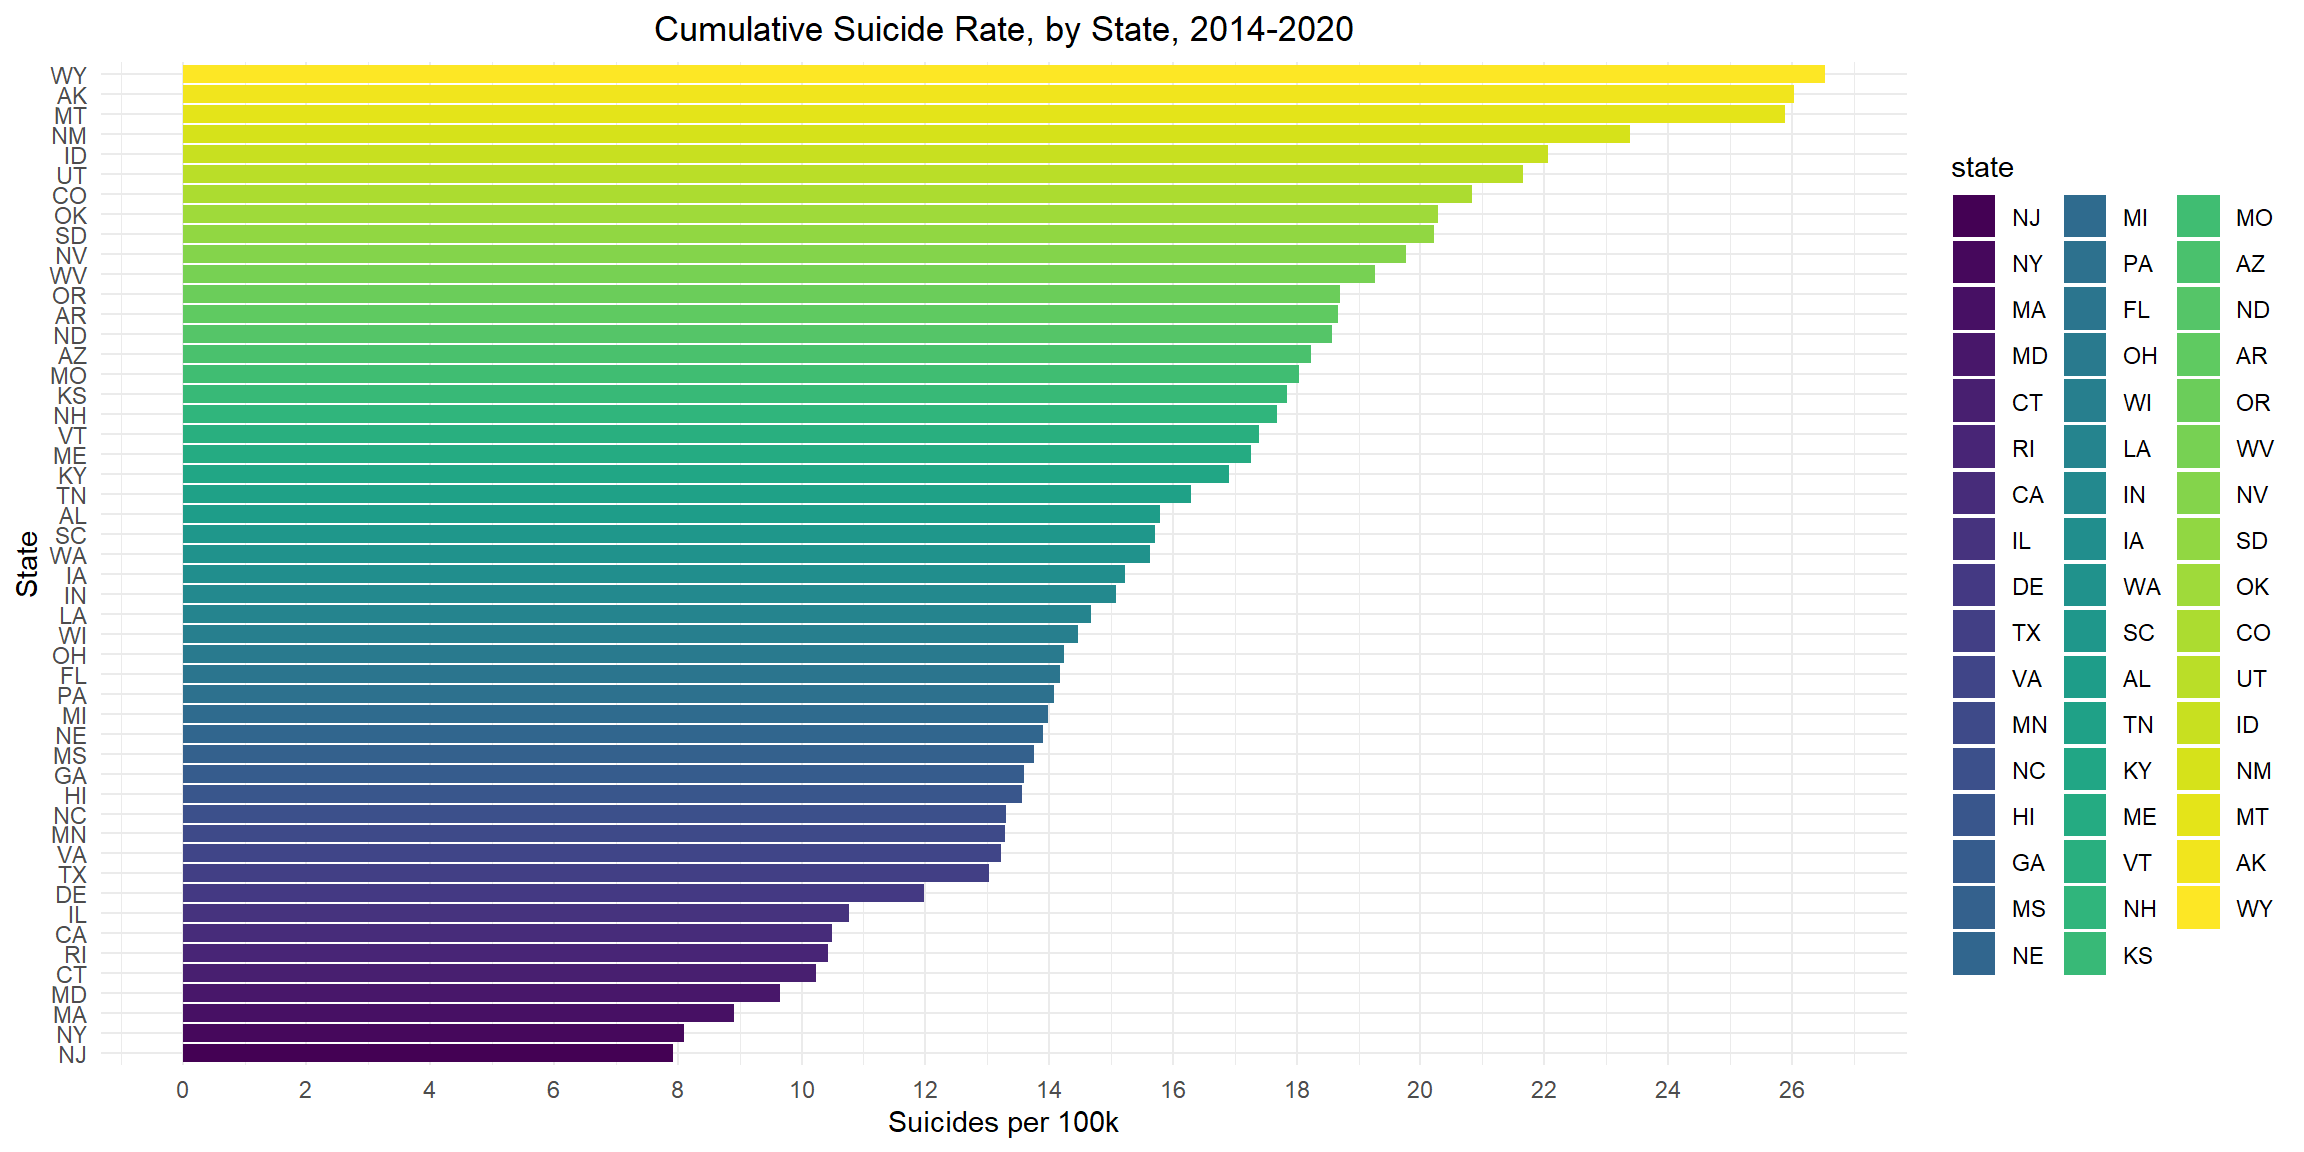 Cumulative Suicide Rate, by State, 2014-2020
State
WY
AK
MT
NM
ID
UT
CO
OK
SD
NV
WV
OR
AR
ND
AZ
MO
KS
NH
VT
ME
KY
TN
AL
SC
WA
IA
IN
LA
WI
OH
FL
PA
MI
NE
MS
GA
HI
NC
MN
VA
TX
DE
IL
CA
RI
CT
MD
MA
NY
NJ
0 2 4 6 8 10 12 14 16 18 20 22 24 26
Suicides per 100k
state
NJ MI MO
NY PA AZ
MA FL ND
MD OH AR
CT WI OR
RI LA WV
CA IN NV
IL IA SD
DE WA OK
TX SC CO
VA AL UT
MN TN ID
NC KY NM
HI ME MT
GA VT AK
MS NH WY
NE KS